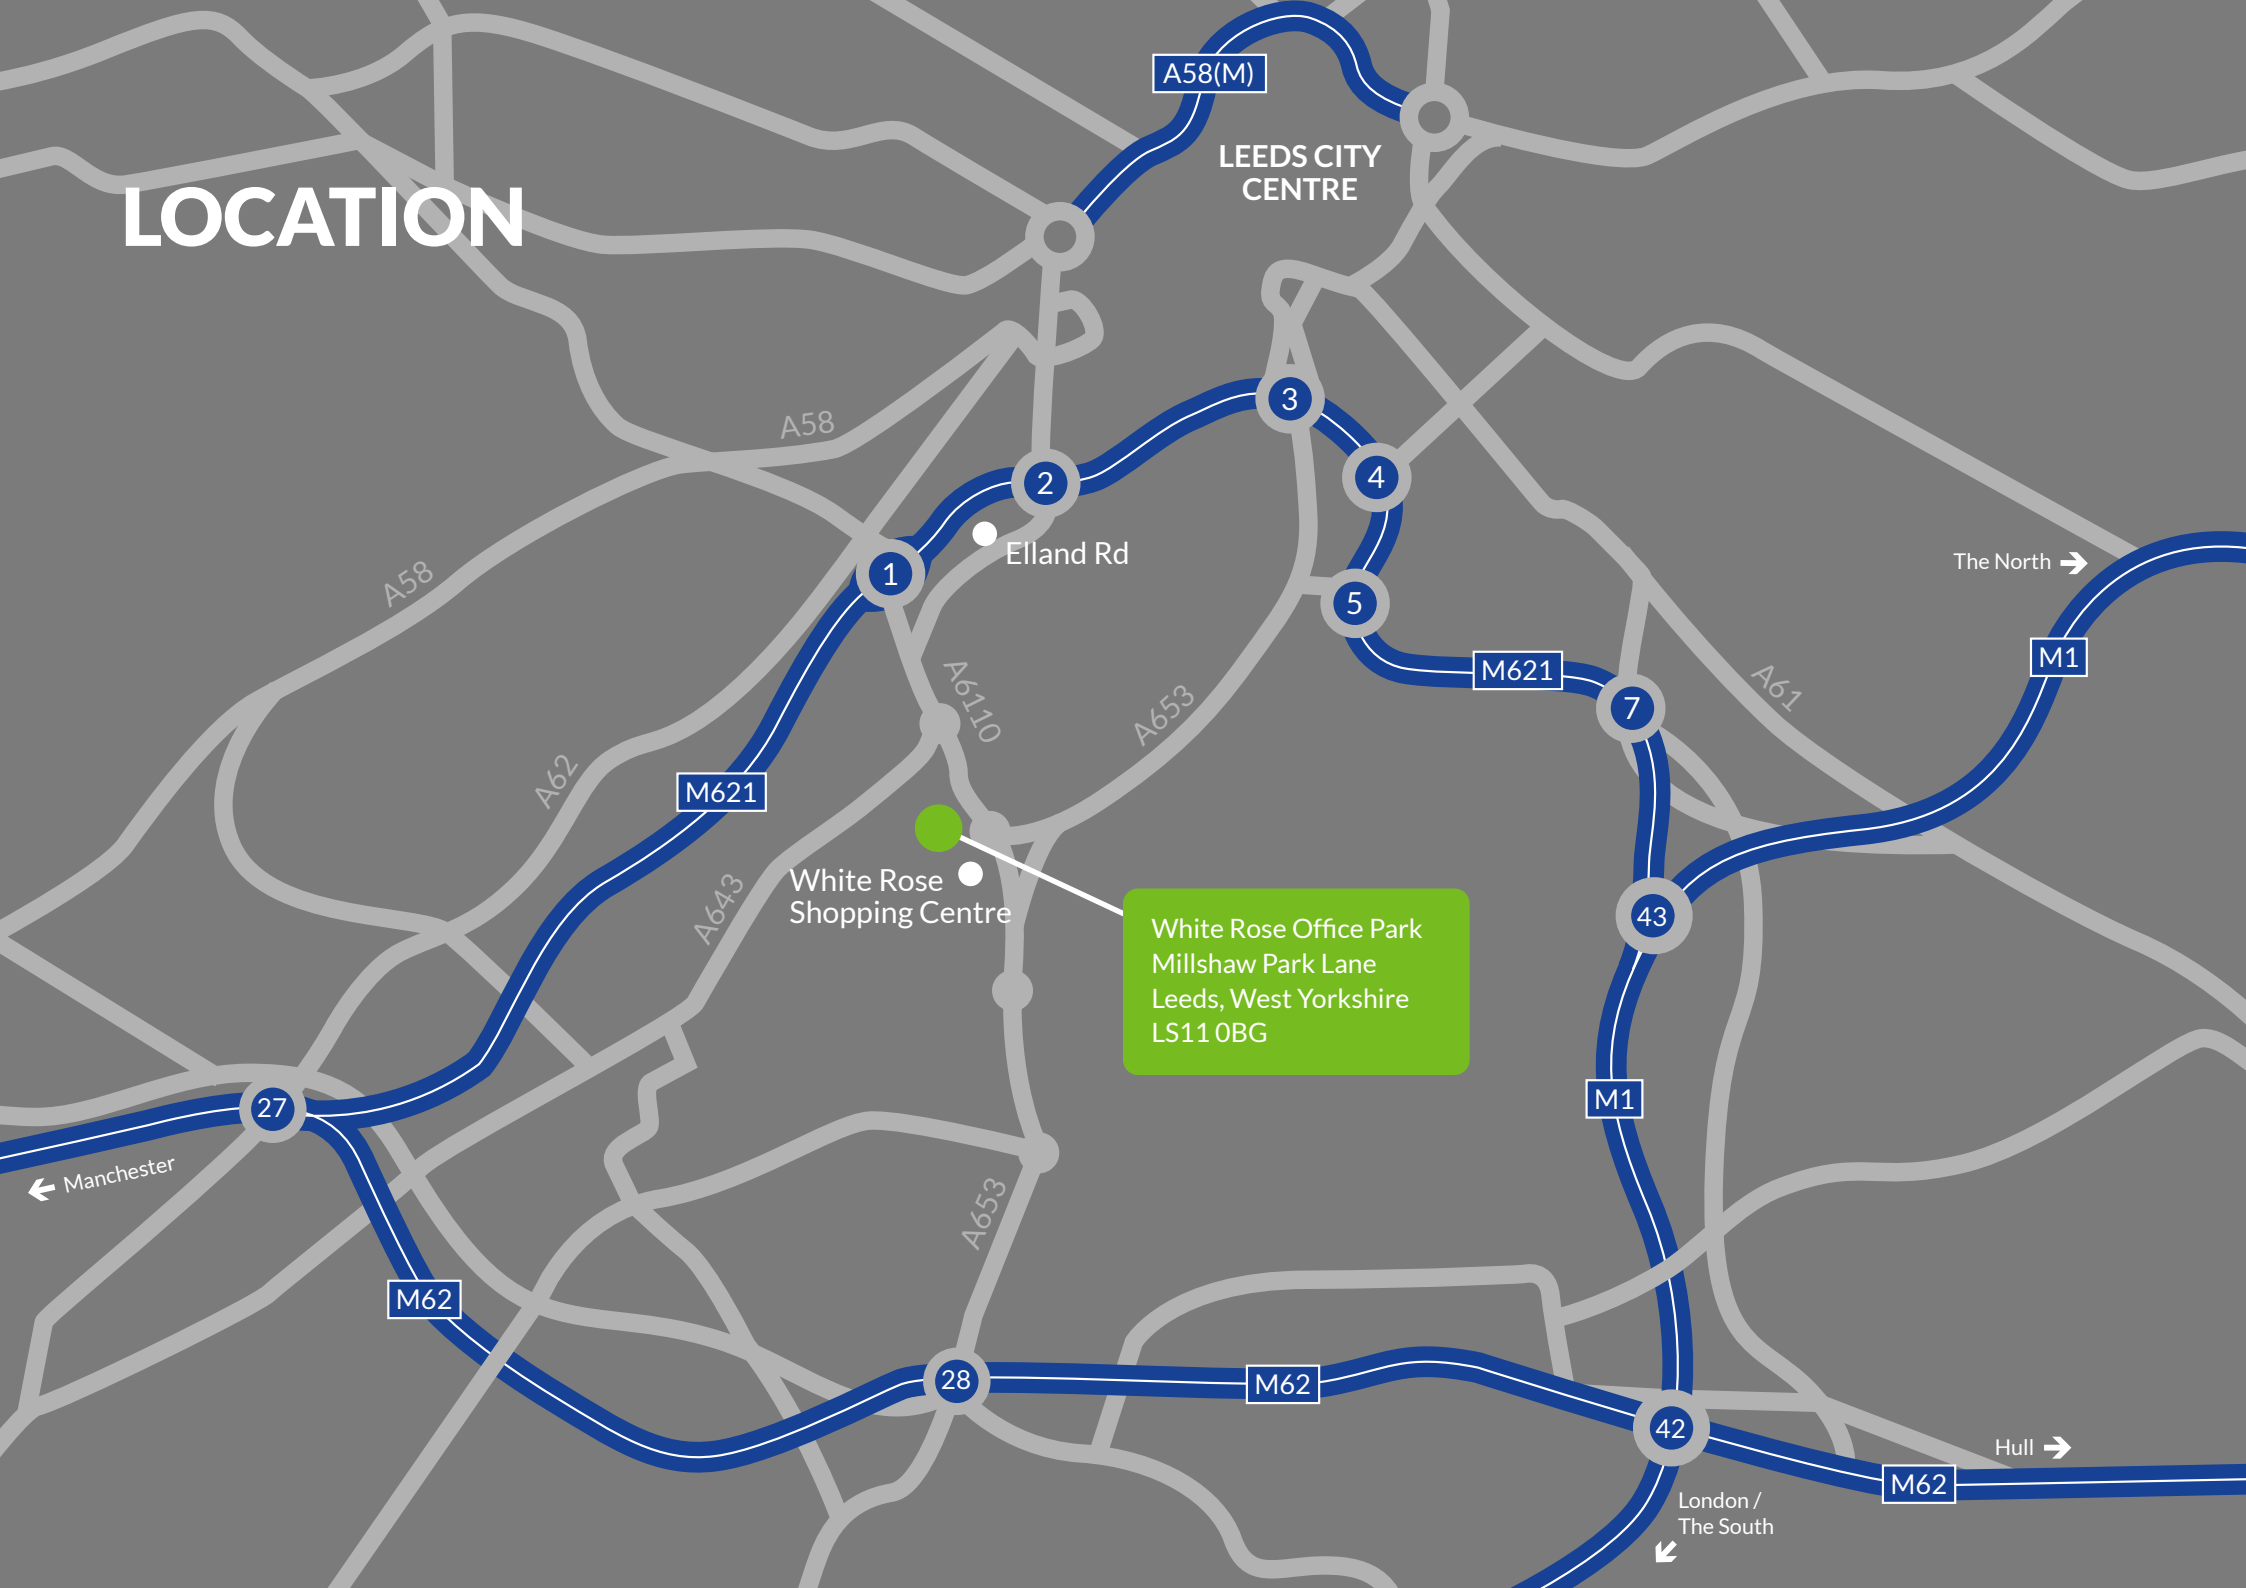 A58(M)
LEEDS CITY
CENTRE
LOCATION
3
A58
4
2
Elland Rd
The North
1
A58
5
M1
M621
A61
A6110
A653
7
A62
M621
White Rose
Shopping Centre
A643
White Rose Office Park
Millshaw Park Lane
Leeds, West Yorkshire
LS11 0BG
43
M1
27
Manchester
A653
M62
28
M62
42
Hull
M62
London /
The South